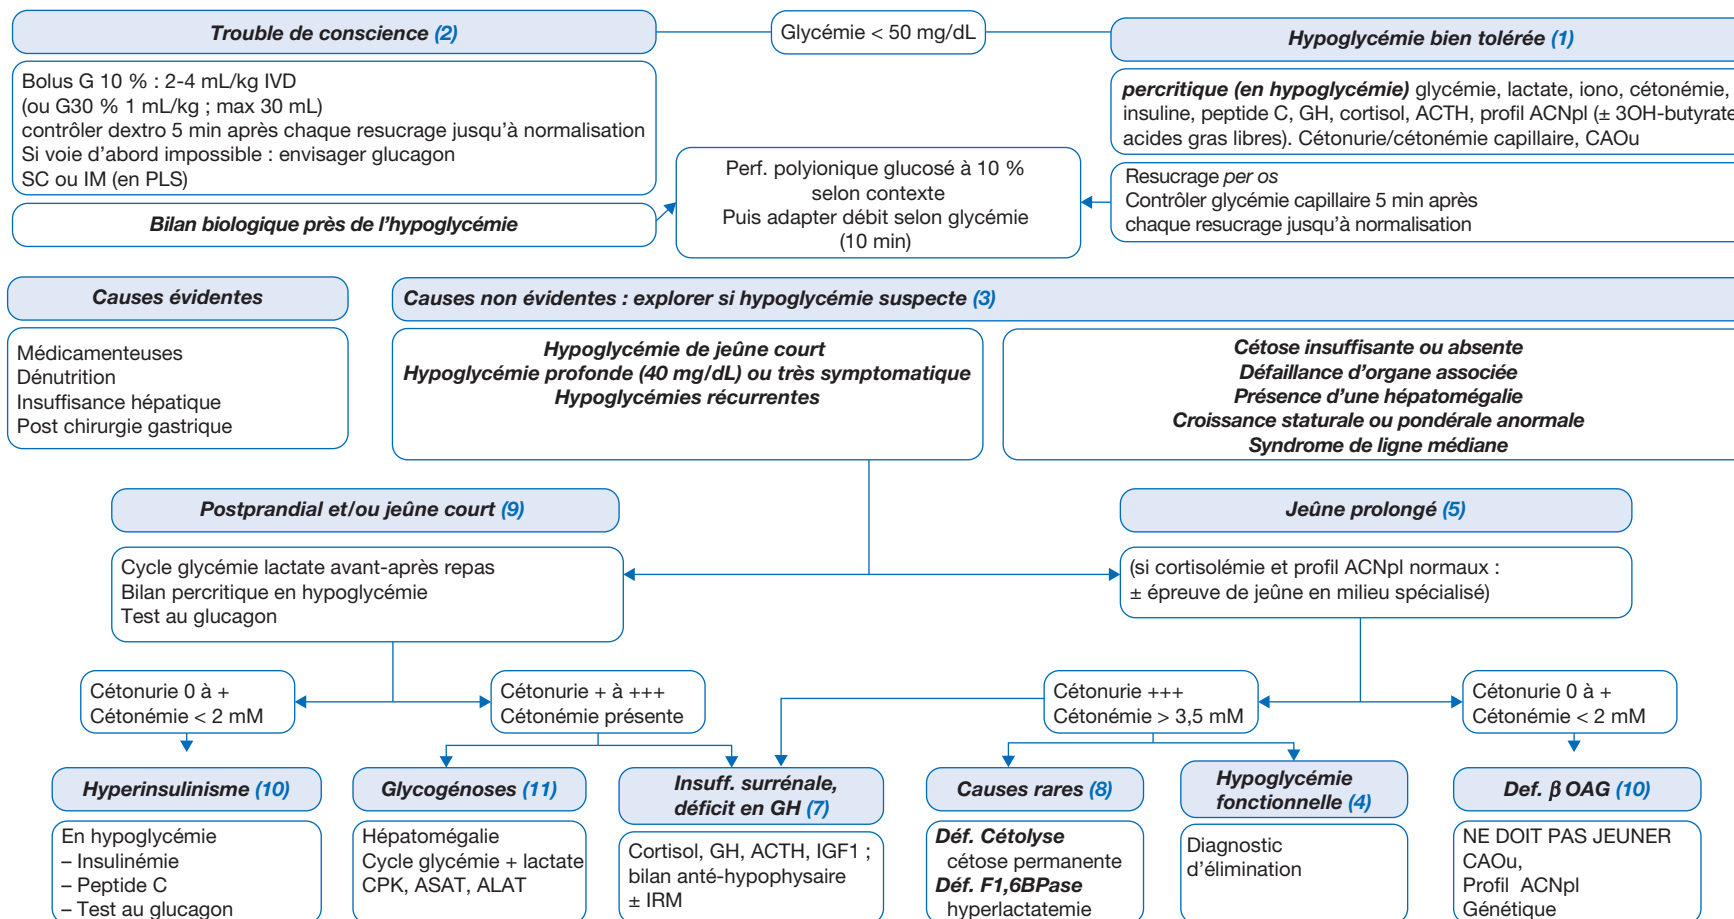 Trouble de conscience (2)
Bolus G 10 % : 2-4 mL/kg IVD
(ou G30 % 1 mL/kg ; max 30 mL)
contrôler dextro 5 min après chaque resucrage jusqu'à normalisation
Si voie d'abord impossible : envisager glucagon
SC ou IM (en PLS)
Bilan biologique près de l'hypoglycémie
Glycémie < 50 mg/dL
Perf. polyionique glucosé à 10 %
selon contexte
Puis adapter débit selon glycémie
(10 min)
Hypoglycémie bien tolérée (1)
percritique (en hypoglycémie) glycémie, lactate, iono, cétonémie,
insuline, peptide C, GH, cortisol, ACTH, profil ACNpl (± 3OH-butyrate
acides gras libres). Cétonurie/cétonémie capillaire, CAOu
Resucrage per os
Contrôler glycémie capillaire 5 min après
chaque resucrage jusqu'à normalisation
Causes évidentes
Médicamenteuses
Dénutrition
Insuffisance hépatique
Post chirurgie gastrique
Causes non évidentes : explorer si hypoglycémie suspecte (3)
Hypoglycémie de jeûne court
Hypoglycémie profonde (40 mg/dL) ou très symptomatique
Hypoglycémies récurrentes
Cétose insuffisante ou absente
Défaillance d'organe associée
Présence d'une hépatomégalie
Croissance staturale ou pondérale anormale
Syndrome de ligne médiane
Postprandial et/ou jeûne court (9)
Cycle glycémie lactate avant-après repas
Bilan percritique en hypoglycémie
Test au glucagon
Jeûne prolongé (5)
(si cortisolémie et profil ACNpl normaux :
± épreuve de jeûne en milieu spécialisé)
Cétonurie 0 à +
Cétonémie < 2 mM
Cétonurie + à +++
Cétonémie présente
Cétonurie +++
Cétonémie > 3,5 mM
Cétonurie 0 à +
Cétonémie < 2 mM
Hyperinsulinisme (10)
En hypoglycémie
– Insulinémie
– Peptide C
– Test au glucagon
Glycogénoses (11)
Hépatomégalie
Cycle glycémie + lactate
CPK, ASAT, ALAT
Insuff. surrénale,
déficit en GH (7)
Cortisol, GH, ACTH, IGF1 ;
bilan anté-hypophysaire
± IRM
Causes rares (8)
Déf. Cétolyse
cétose permanente
Déf. F1,6BPase
hyperlactatemie
Hypoglycémie
fonctionnelle (4)
Diagnostic
d'élimination
Def. β OAG (10)
NE DOIT PAS JEUNER
CAOu,
Profil ACNpl
Génétique